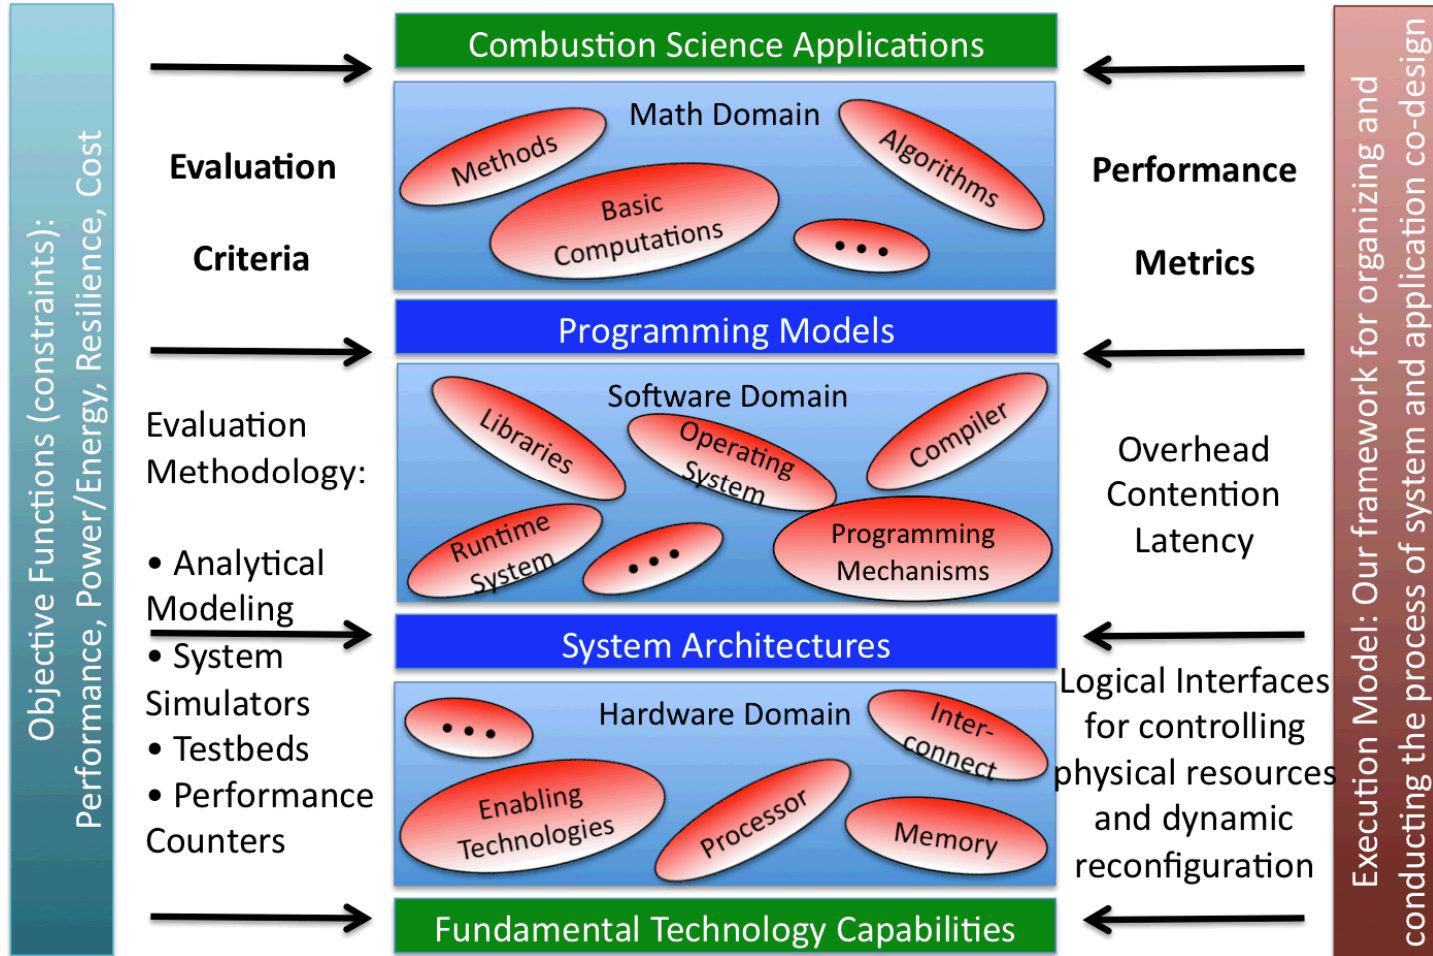 Objective Functions (constraints):
Performance, Power/Energy, Resilience, Cost
Evaluation
Criteria
Evaluation
Methodology:
• Analytical
Modeling
• System
Simulators
• Testbeds
• Performance
Counters
Combustion Science Applications
Math Domain
Methods
Algorithms
Basic
Computations
• • •
Programming Models
Software Domain
Libraries
Operating
System
Compiler
Runtime
System
• • •
Programming
Mechanisms
System Architectures
Hardware Domain
• • •
Inter-
connect
Enabling
Technologies
Processor
Memory
Fundamental Technology Capabilities
Performance
Metrics
Overhead
Contention
Latency
Logical Interfaces
for controlling
physical resources
and dynamic
reconfiguration
Execution Model: Our framework for organizing and
conducting the process of system and application co-design